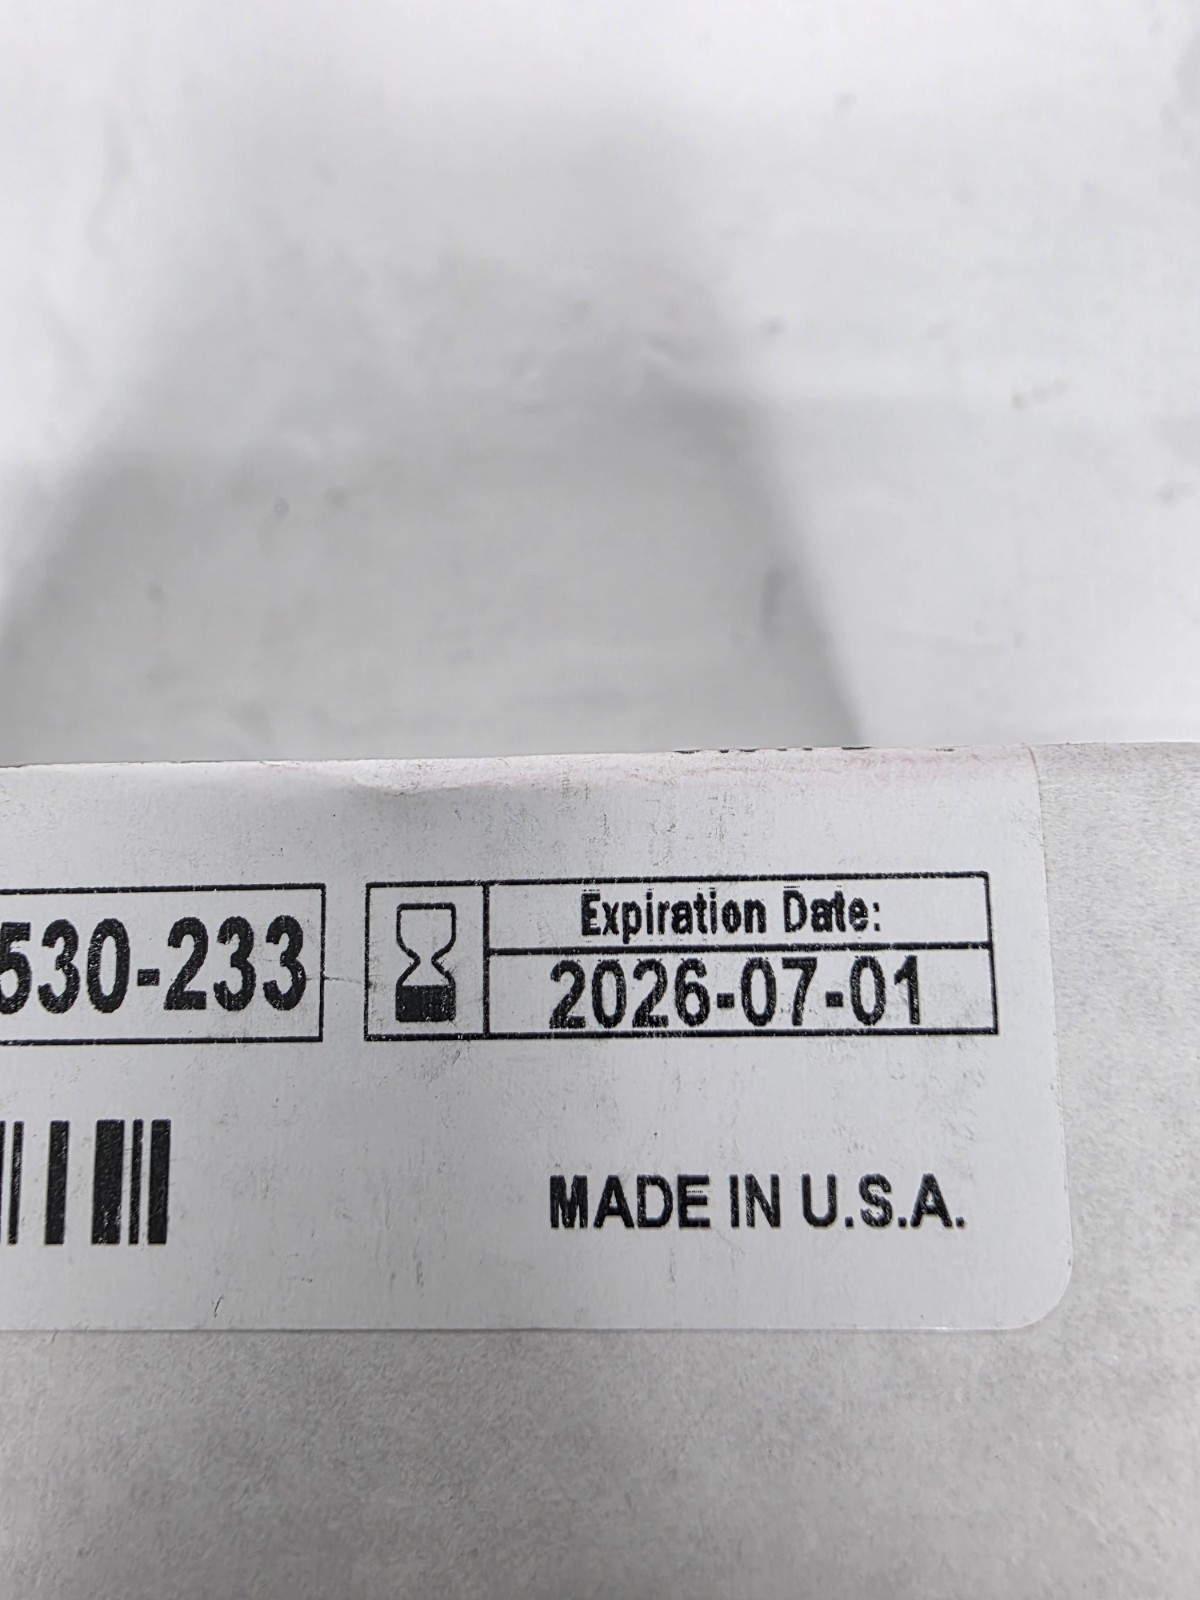 530-233
Expiration Date:
2026-07-01
MADE IN U.S.A.